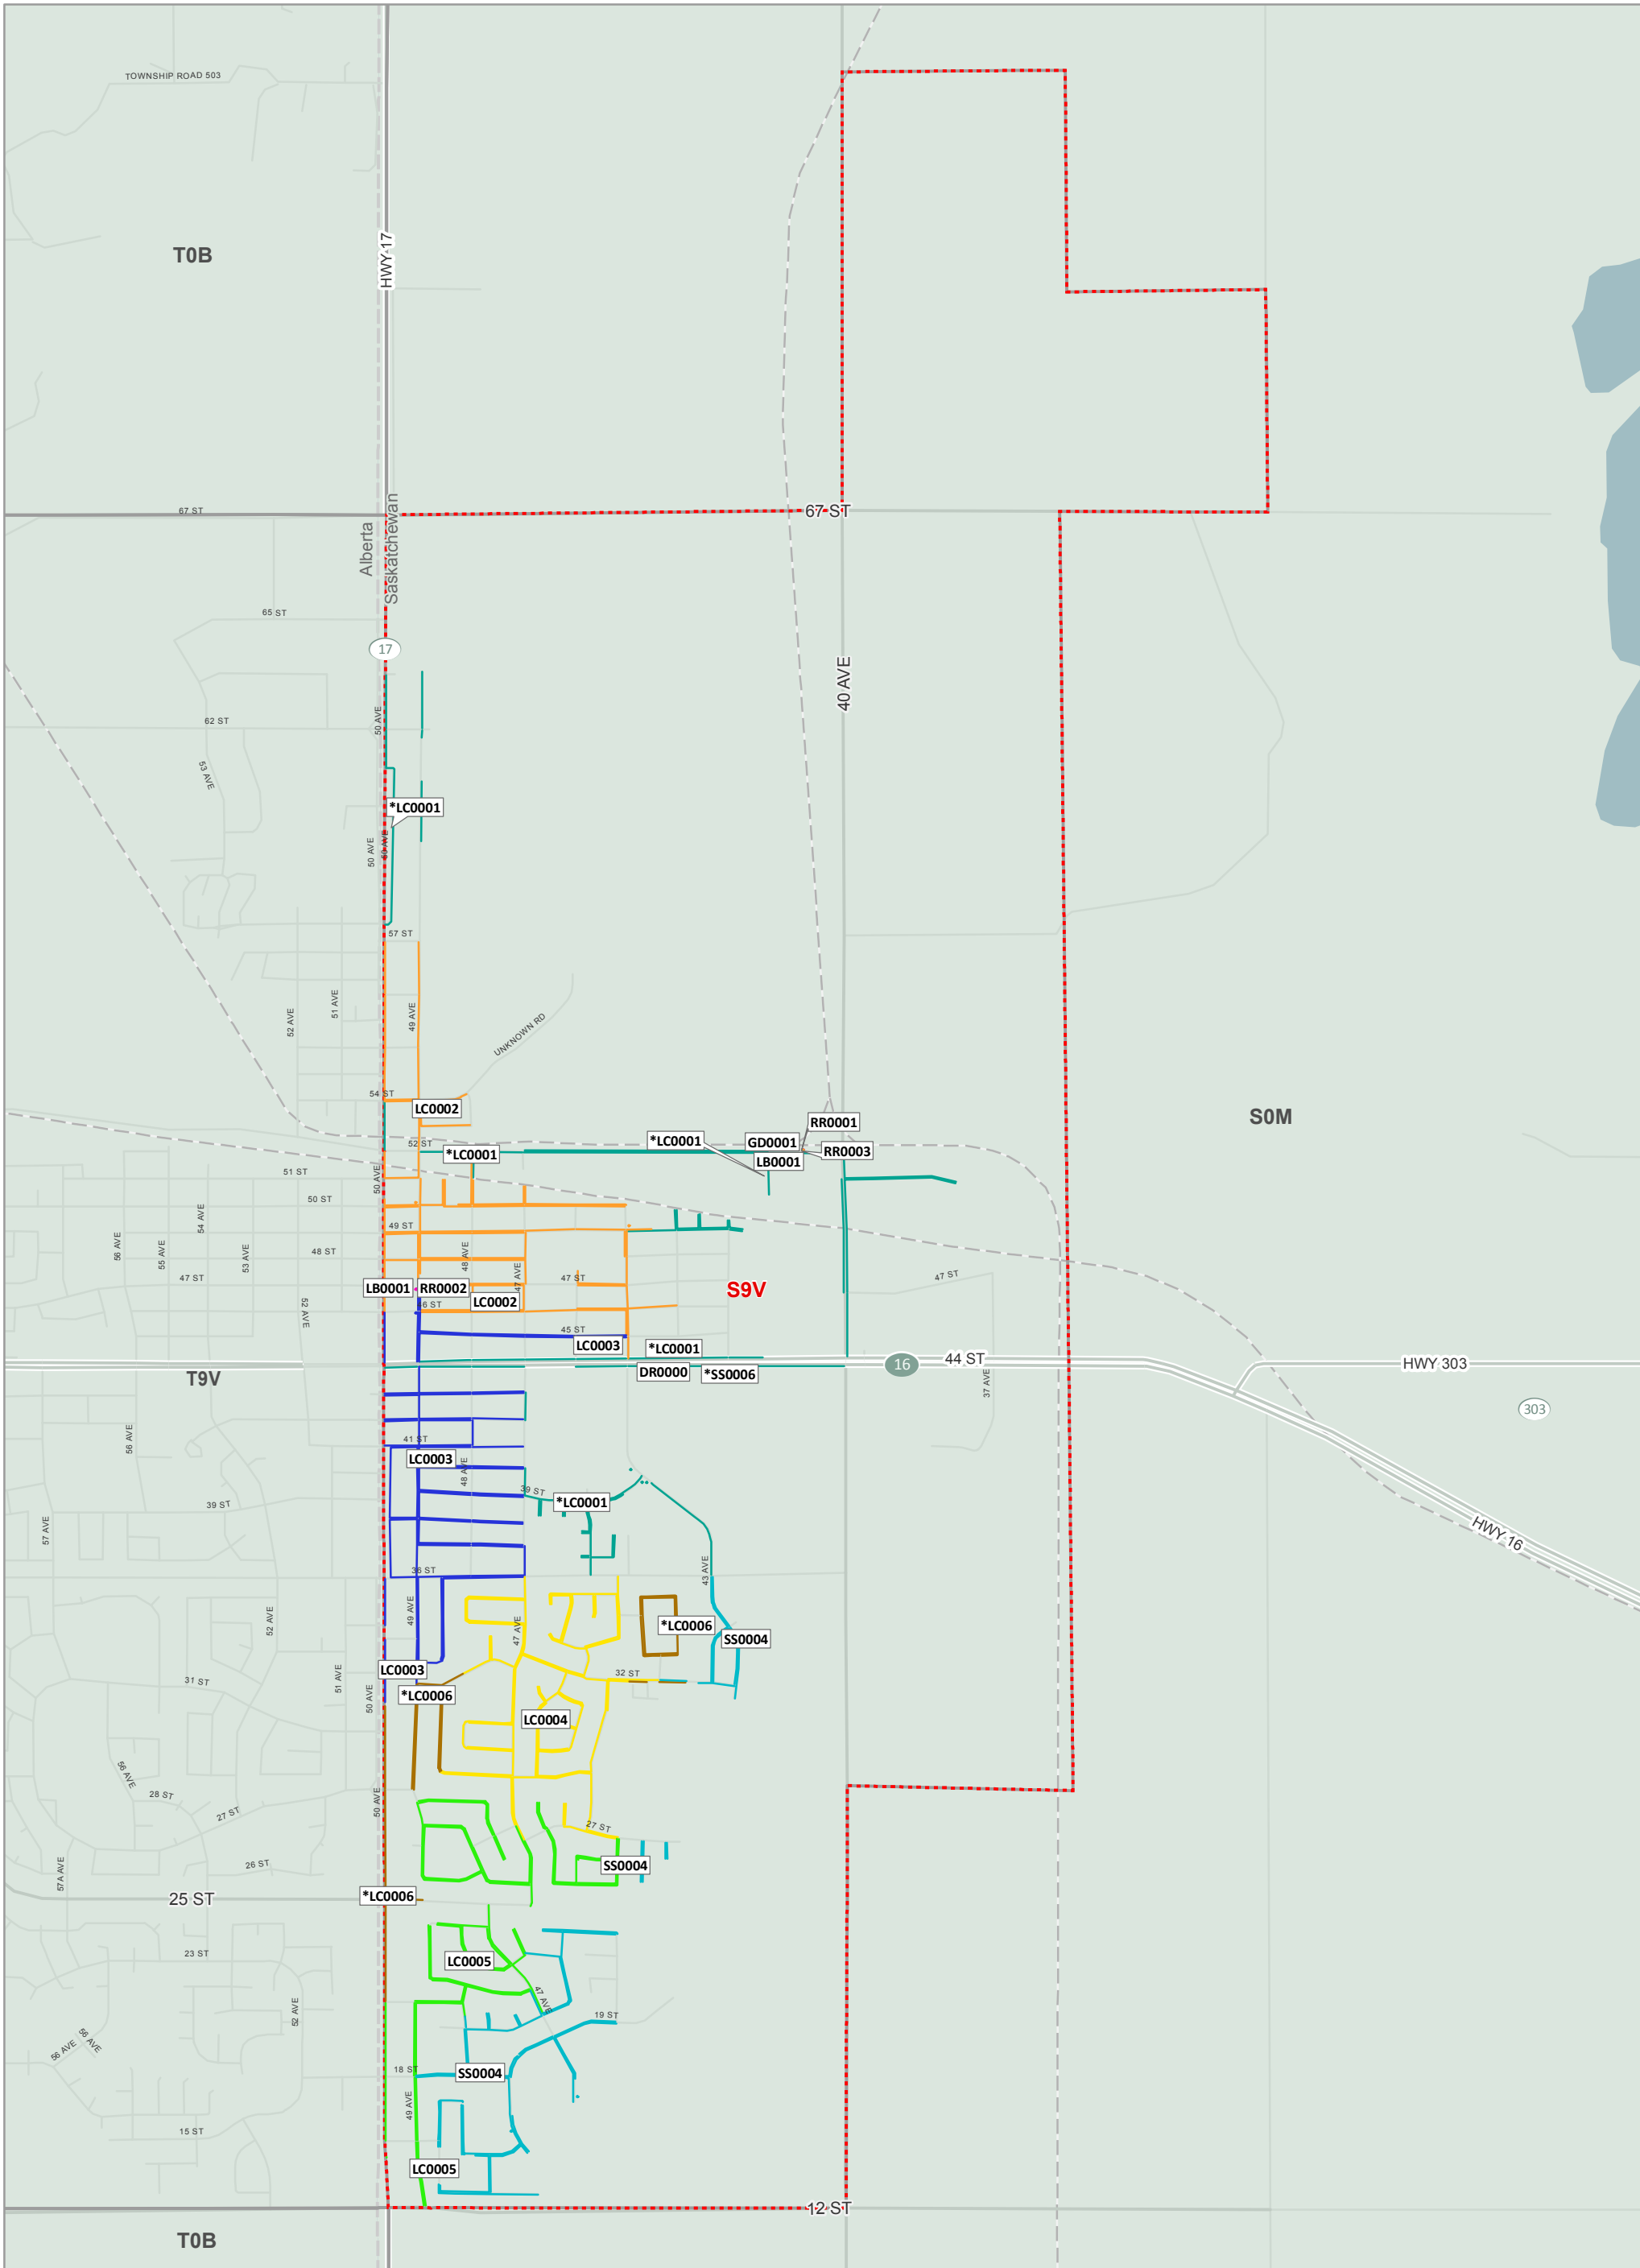 TOWNSHIP ROAD 503
T0B
HWY 17
67 ST
67 ST
Alberta
Saskatchewan
65 ST
17
40 AVE
62 ST
50 AVE
53 AVE
*LC0001
50 AVE
50 AVE
57 ST
52 AVE
51 AVE
49 AVE
UNKNOWN RD
54 ST
LC0002
S0M
RR0001
*LC0001
GD0001
52 ST
*LC0001
LB0001
RR0003
51 ST
50 AVE
50 ST
54 AVE
49 ST
56 AVE
55 AVE
53 AVE
48 ST
48 AVE
47 AVE
47 ST
47 ST
47 ST
LB0001
RR0002
S9V
LC0002
46 ST
52 AVE
45 ST
LC0003
*LC0001
16
44 ST
HWY 303
T9V
DR0000
*SS0006
37 AVE
303
56 AVE
41 ST
LC0003
48 AVE
39 ST
39 ST
*LC0001
57 AVE
HWY 16
36 ST
43 AVE
49 AVE
52 AVE
47 AVE
*LC0006
SS0004
LC0003
31 ST
51 AVE
50 AVE
32 ST
*LC0006
LC0004
56 AVE
28 ST
27 ST
50 AVE
27 ST
57A AVE
26 ST
SS0004
25 ST
*LC0006
23 ST
LC0005
47 AVE
52 AVE
19 ST
56 AVE
56 AVE
18 ST
SS0004
49 AVE
15 ST
LC0005
12 ST
T0B